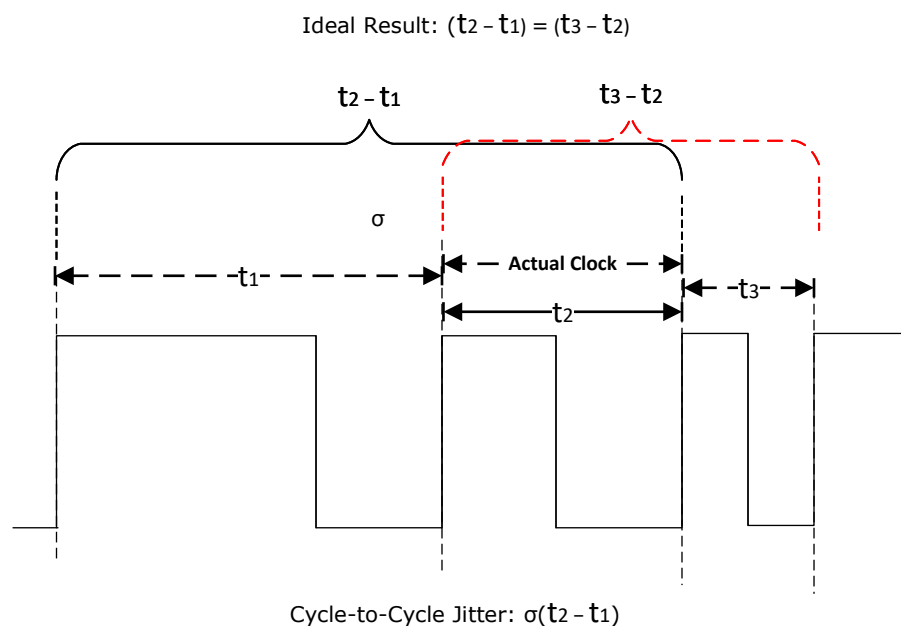 Ideal Result: (t2 – t1) = (t3 – t2)
t2 – t1
t3 – t2
σ
Actual Clock
t1
t2
t3
Cycle-to-Cycle Jitter: σ(t2 – t1)